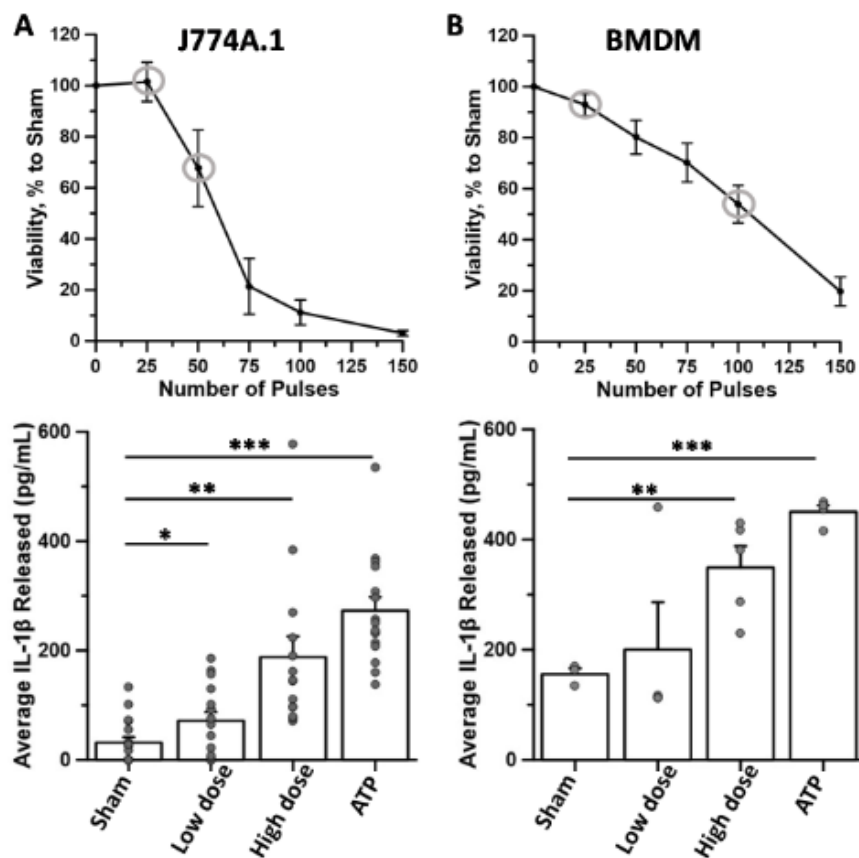 A
J774A.1
120
100
80
60
40
20
0
Viability, % to Sham
0 25 50 75 100 125 150
Number of Pulses
B
BMDM
120
100
80
60
40
20
0
Viability, % to Sham
0 25 50 75 100 125 150
Number of Pulses
600
400
200
0
Average IL-1β Released (pg/mL)
***
**
*
Sham
Low dose
High dose
ATP
600
400
200
0
Average IL-1β Released (pg/mL)
***
**
Sham
Low dose
High dose
ATP